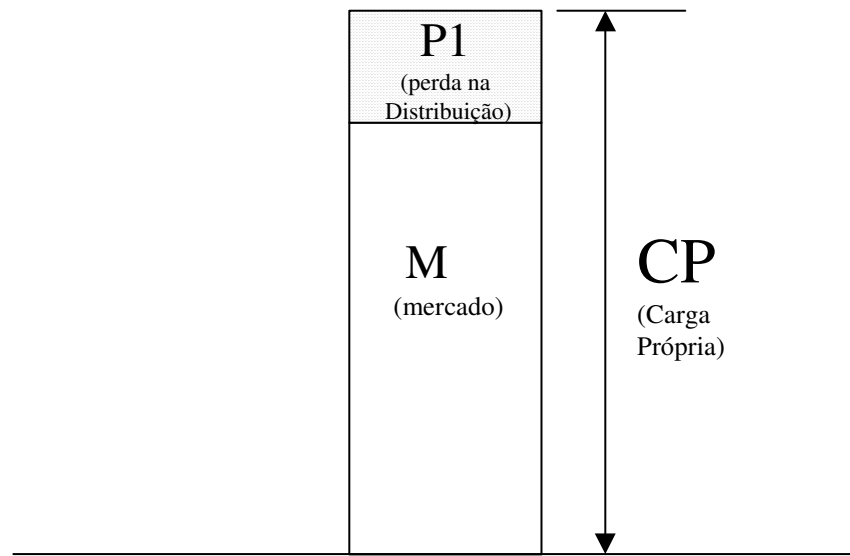 P1
(perda na
Distribuição)
M
(mercado)
CP
(Carga
Própria)